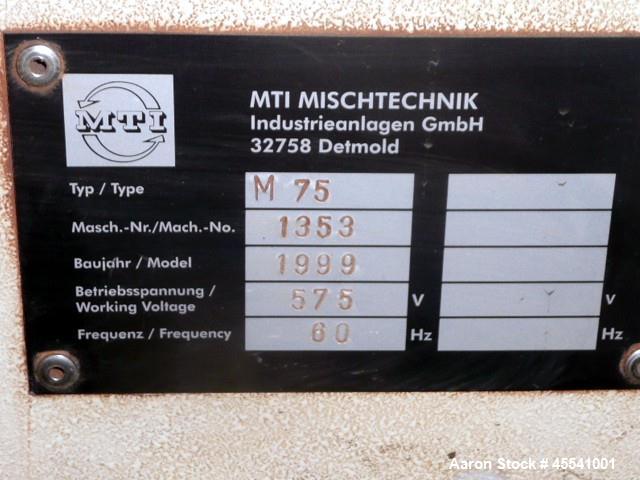 MTI
MTI MISCHTECHNIK
Industrieanlagen GmbH
32758 Detmold
Typ / Type M 75
Masch.-Nr./Mach.-No. 1353
Baujahr / Model 1999
Betriebsspannung /
Working Voltage 575 V V
Frequenz / Frequency 60 Hz Hz
Aaron Stock # 45541001